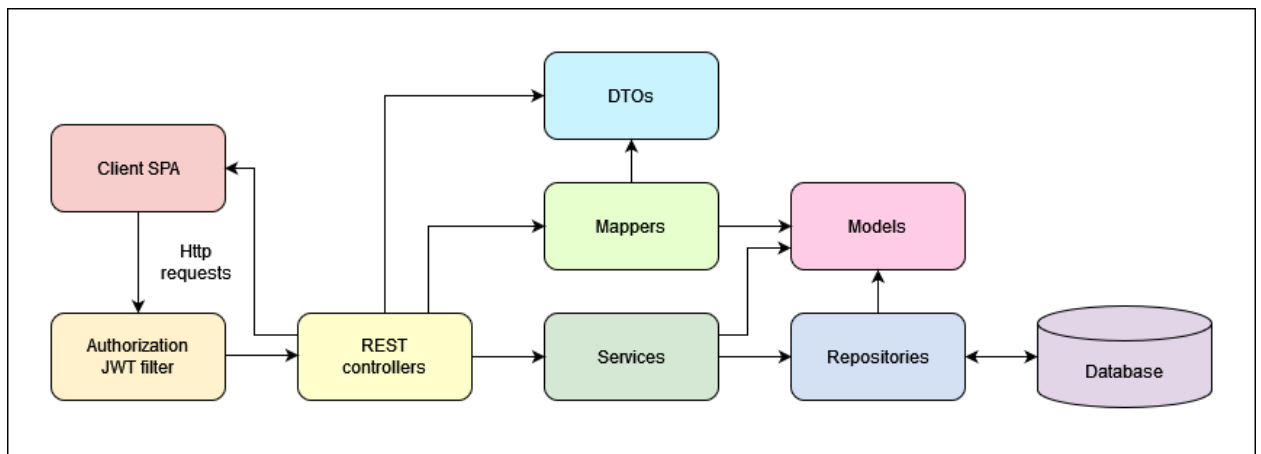 DTOs
Client SPA
Mappers
Models
Http
requests
Authorization
JWT filter
REST
controllers
Services
Repositories
Database